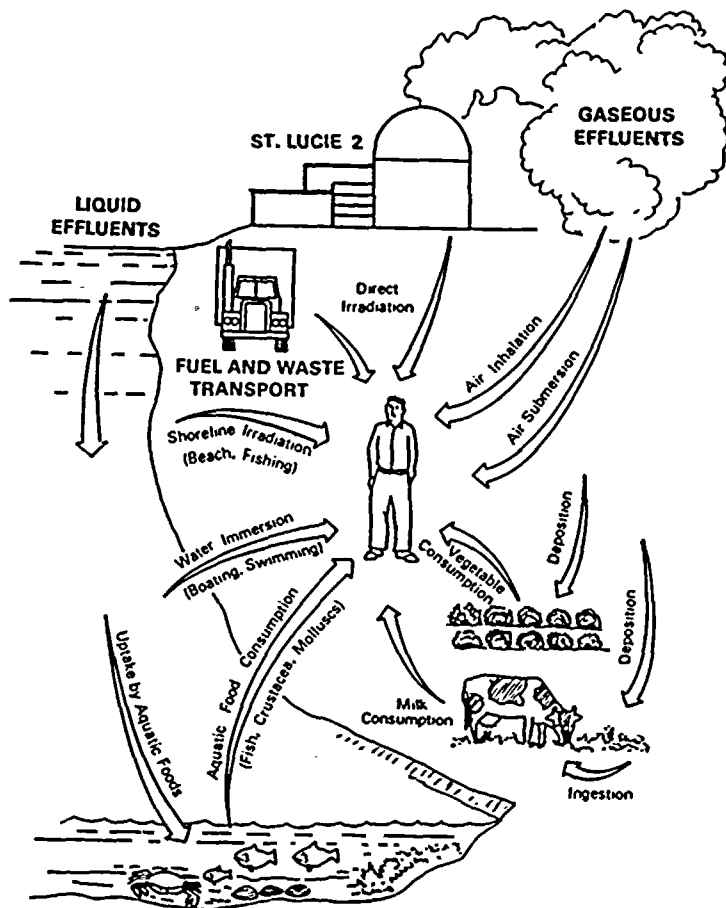 GASEOUS
EFFLUENTS
ST. LUCIE 2
LIQUID
EFFLUENTS
Direct
Irradiation
Air Inhalation
Air Submersion
FUEL AND WASTE
TRANSPORT
Shoreline Irradiation
(Beach, Fishing)
Water Immersion
(Boating, Swimming)
Vegetable
Consumption
Deposition
Deposition
Uptake by Aquatic Foods
Aquatic Food Consumption
(Fish, Crustacea, Molluscs)
Milk
Consumption
Ingestion